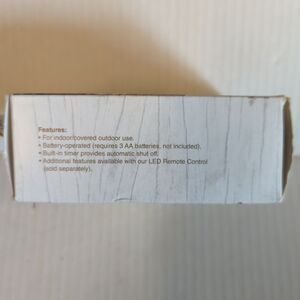 Features:
• For indoor/covered outdoor use.
• Battery-operated (requires 3 AA batteries, not included).
• Built-in timer provides automatic shut off.
• Additional features available with our LED Remote Control
(sold separately).